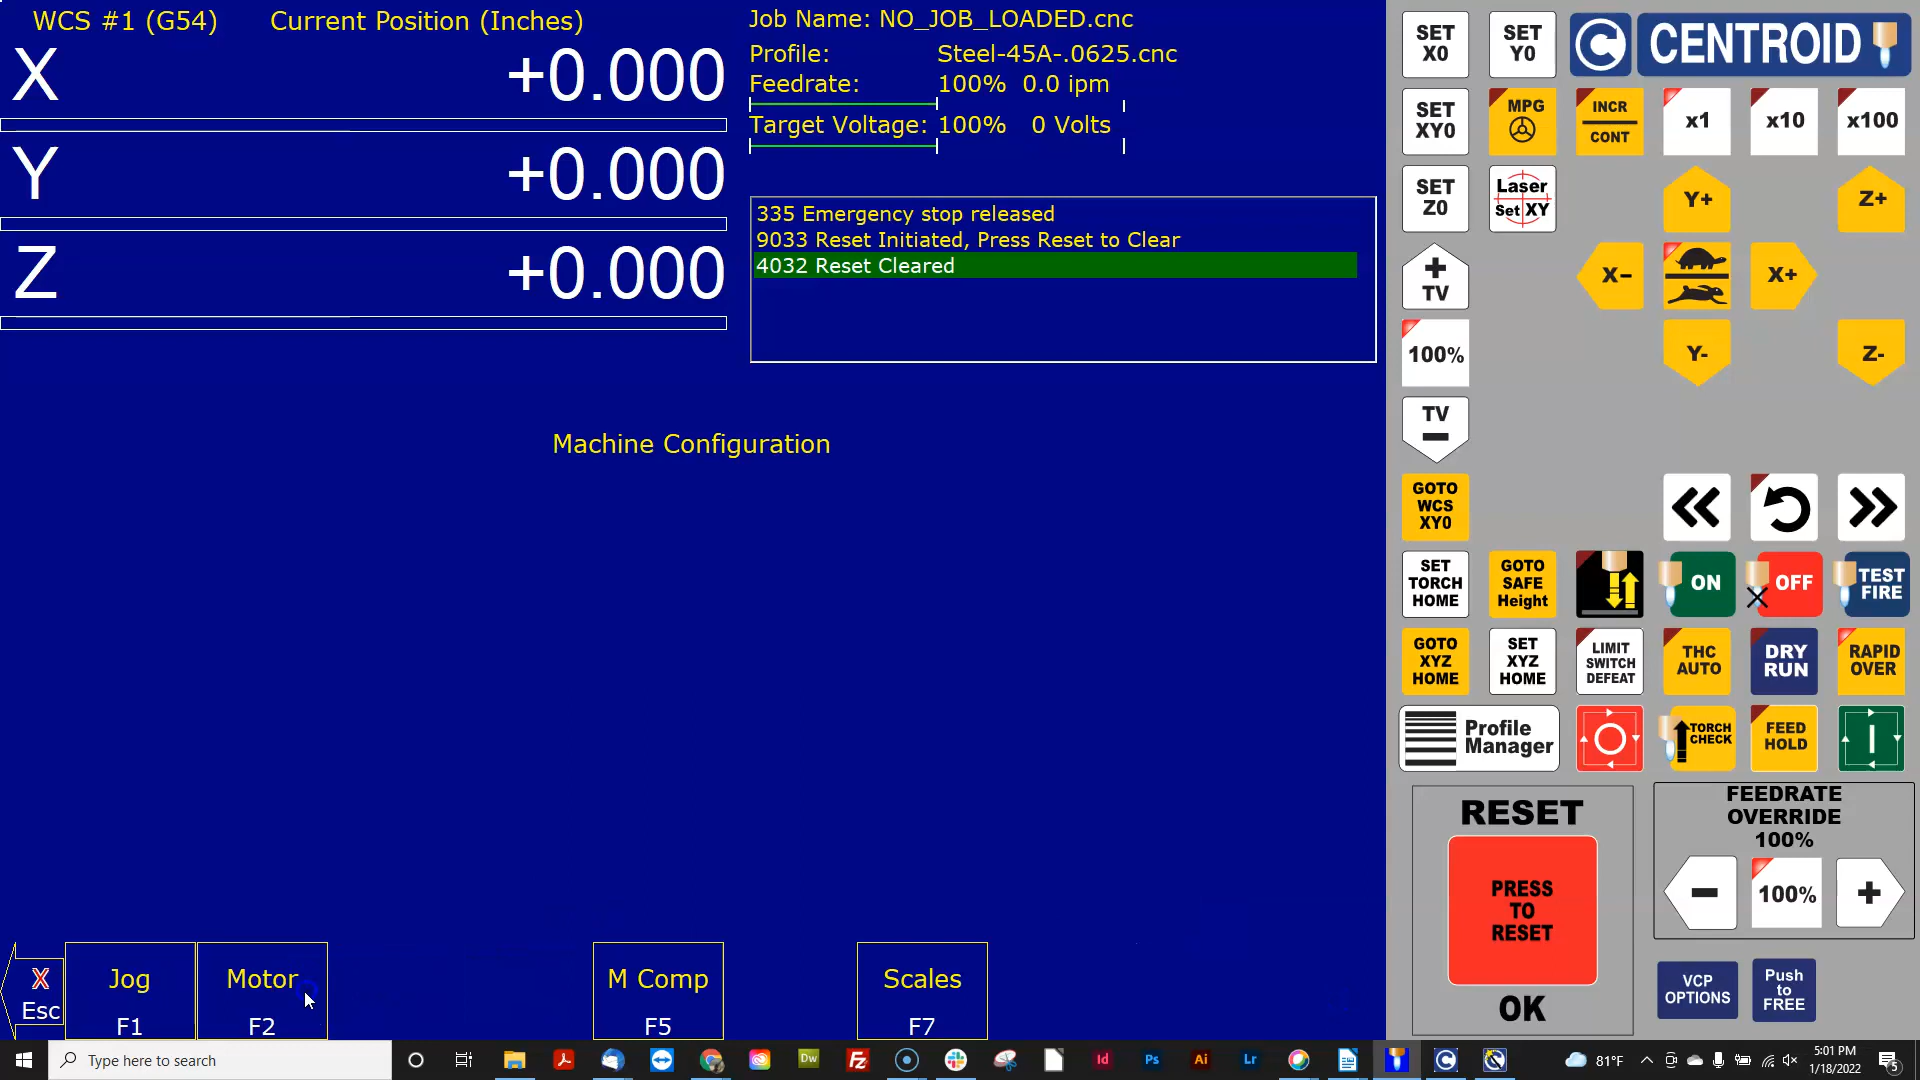 WCS #1 (G54) Current Position (Inches)
X +0.000
Y +0.000
Z +0.000
Job Name: NO_JOB_LOADED.cnc
Profile: Steel-45A-.0625.cnc
Feedrate: 100% 0.0 ipm
Target Voltage: 100% 0 Volts
335 Emergency stop released
9033 Reset Initiated, Press Reset to Clear
4032 Reset Cleared
Machine Configuration
X
Esc
Jog
F1
Motor
F2
M Comp
F5
Scales
F7
SET
X0
SET
Y0
C CENTROID
SET
XY0
MPG
INCR
CONT
x1
x10
x100
SET
Z0
Laser
Set XY
Y+
Z+
+
TV
X-
X+
100%
Y-
Z-
TV
-
GOTO
WCS
XY0
SET
TORCH
HOME
GOTO
SAFE
Height
ON
OFF
TEST
FIRE
GOTO
XYZ
HOME
SET
XYZ
HOME
LIMIT
SWITCH
DEFEAT
THC
AUTO
DRY
RUN
RAPID
OVER
Profile
Manager
TORCH
CHECK
FEED
HOLD
RESET
PRESS
TO
RESET
OK
FEEDRATE
OVERRIDE
100%
-
100%
+
VCP
OPTIONS
Push
to
FREE
Type here to search
Dw
Fz
Id
Ps
Ai
Lr
81°F
5:01 PM
1/18/2022
5